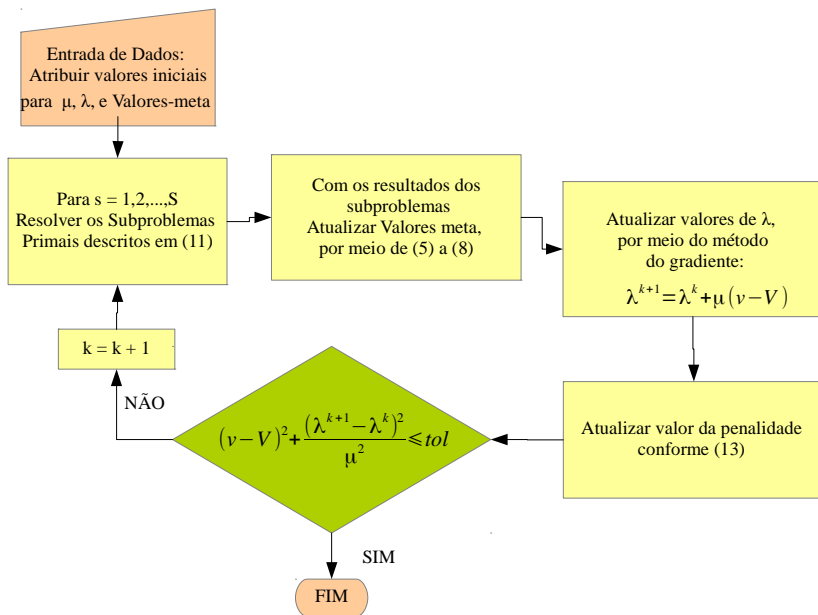 Entrada de Dados:
Atribuir valores iniciais
para μ, λ, e Valores-meta
Para s = 1,2,...,S
Resolver os Subproblemas
Primais descritos em (11)
Com os resultados dos
subproblemas
Atualizar Valores meta,
por meio de (5) a (8)
Atualizar valores de λ,
por meio do método
do gradiente:
λ^{k+1}=λ^k+μ(v−V)
Atualizar valor da penalidade
conforme (13)
(v−V)^2+(λ^{k+1}−λ^k)^2/μ^2⩽tol
NÃO
k = k + 1
SIM
FIM